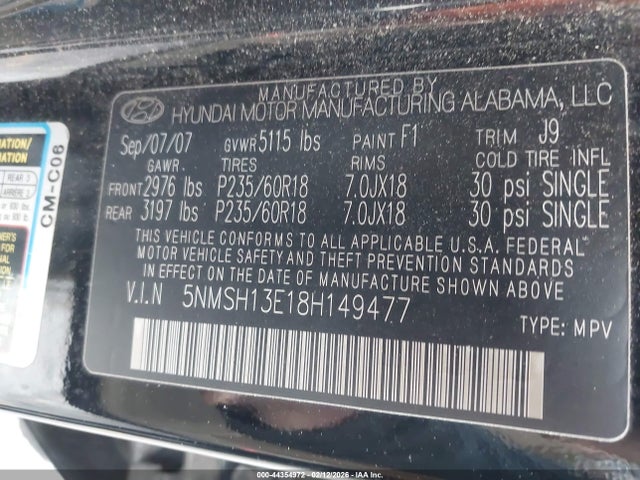 MANUFACTURED BY
HYUNDAI MOTOR MANUFACTURING ALABAMA, LLC
Sep/07/07 GVWR 5115 lbs PAINT F1 TRIM J9
GAWR TIRES RIMS COLD TIRE INFL
FRONT 2976 lbs P235/60R18 7.0JX18 30 psi SINGLE
REAR 3197 lbs P235/60R18 7.0JX18 30 psi SINGLE
THIS VEHICLE CONFORMS TO ALL APPLICABLE U.S.A. FEDERAL
MOTOR VEHICLE SAFETY AND THEFT PREVENTION STANDARDS
IN EFFECT ON THE DATE OF MANUFACTURE SHOWN ABOVE
V.I.N 5NMSH13E18H149477
TYPE: MPV
REAR
ARRIÈRE
CM-C06
000-44354972 - 02/12/2026 - IAAI.COM